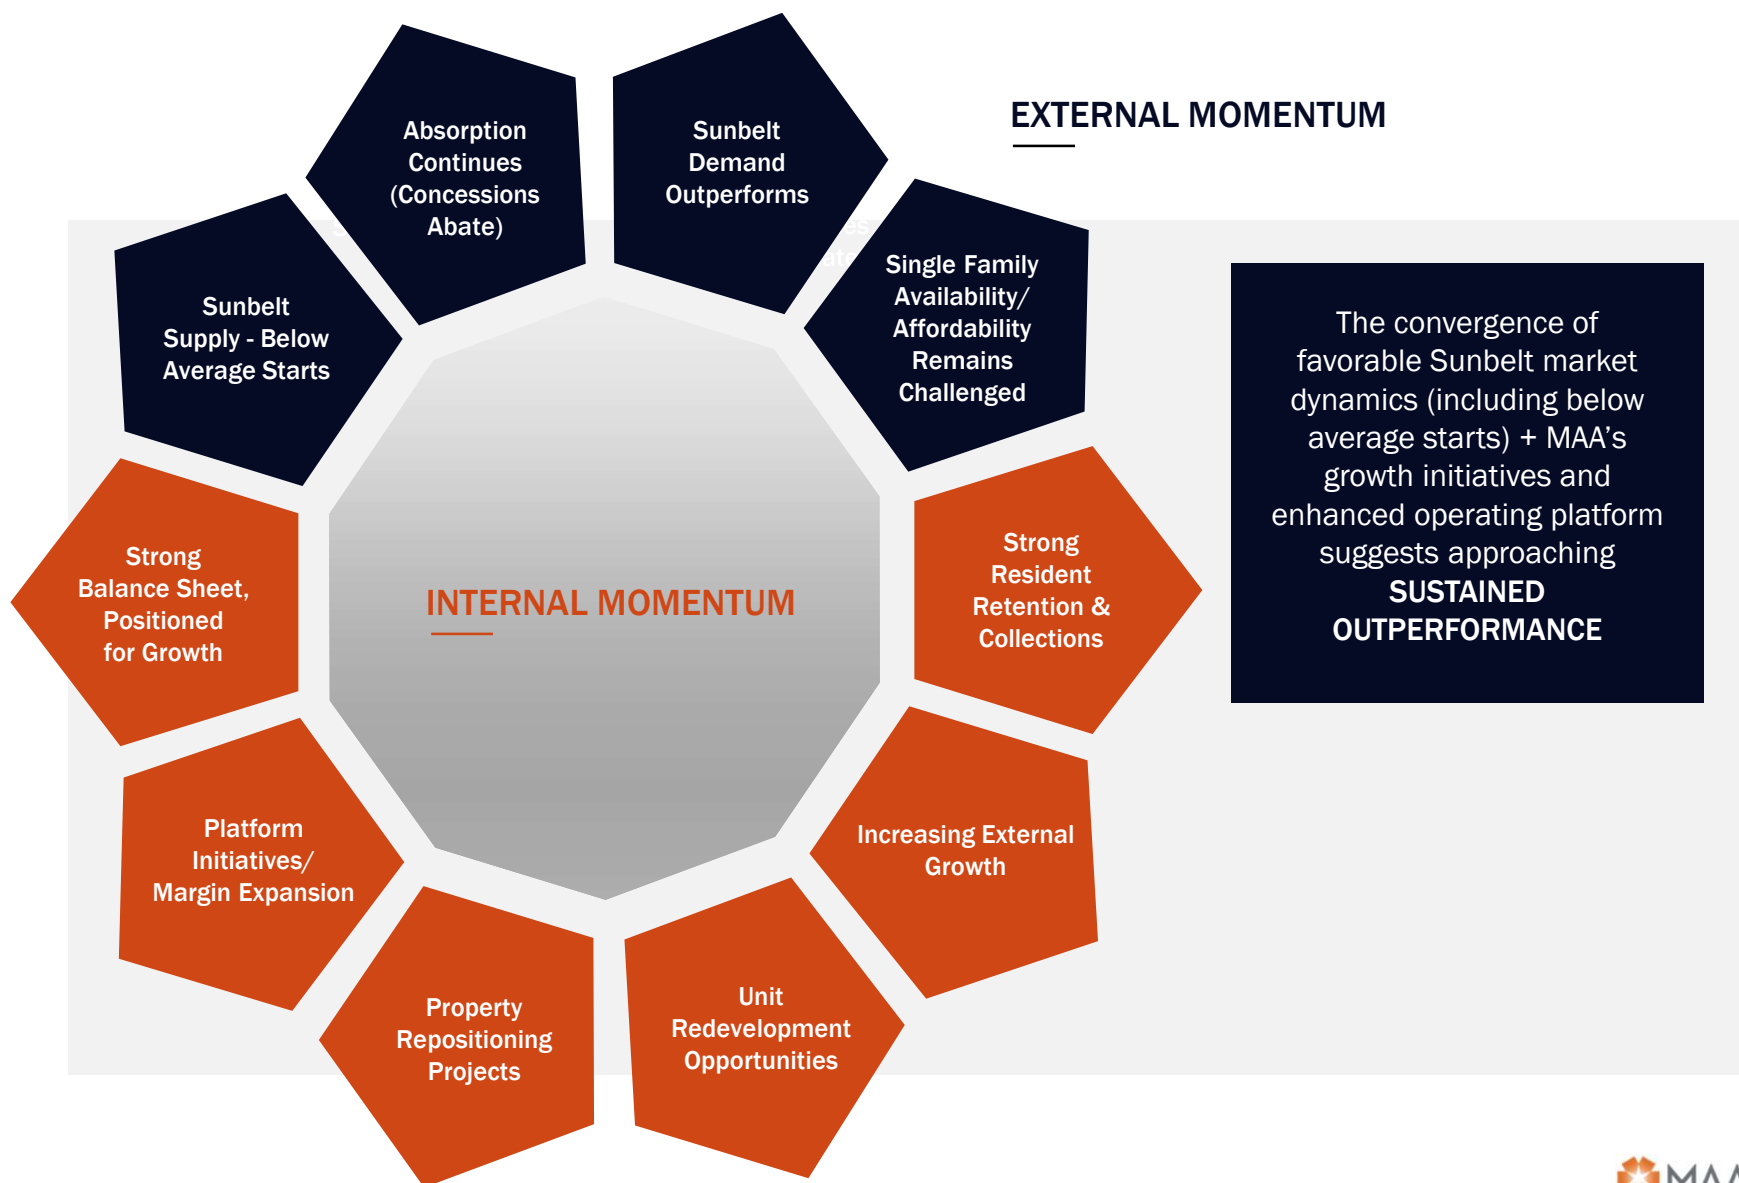 EXTERNAL MOMENTUM
Absorption
Continues
(Concessions
Abate)
Sunbelt
Demand
Outperforms
Single Family
Availability/
Affordability
Remains
Challenged
Sunbelt
Supply - Below
Average Starts
The convergence of
favorable Sunbelt market
dynamics (including below
average starts) + MAA’s
growth initiatives and
enhanced operating platform
suggests approaching
SUSTAINED
OUTPERFORMANCE
Strong
Balance Sheet,
Positioned
for Growth
INTERNAL MOMENTUM
Strong
Resident
Retention &
Collections
Platform
Initiatives/
Margin Expansion
Increasing External
Growth
Property
Repositioning
Projects
Unit
Redevelopment
Opportunities
MAA